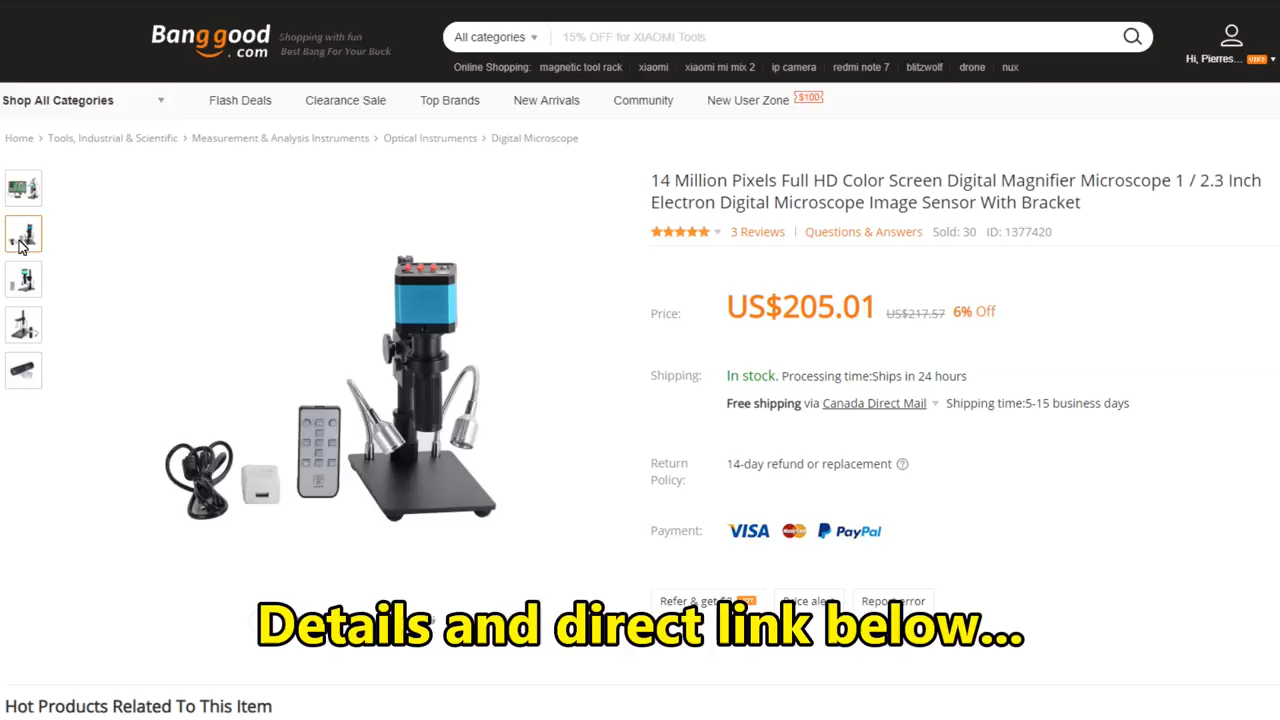 Banggood
.com
Shopping with fun
Best Bang For Your Buck
All categories
15% OFF for XIAOMI Tools
Hi, Pierres...
Online Shopping: magnetic tool rack xiaomi xiaomi mi mix 2 ip camera redmi note 7 blitzwolf drone nux
Shop All Categories
Flash Deals
Clearance Sale
Top Brands
New Arrivals
Community
New User Zone
$100
Home > Tools, Industrial & Scientific > Measurement & Analysis Instruments > Optical Instruments > Digital Microscope
14 Million Pixels Full HD Color Screen Digital Magnifier Microscope 1 / 2.3 Inch
Electron Digital Microscope Image Sensor With Bracket
3 Reviews | Questions & Answers Sold: 30 ID: 1377420
Price: US$205.01 US$217.57 6% Off
Shipping: In stock. Processing time:Ships in 24 hours
Free shipping via Canada Direct Mail Shipping time:5-15 business days
Return
Policy:
14-day refund or replacement
Payment: VISA MasterCard PayPal
Refer & get
Price alert
Report error
Details and direct link below...
Hot Products Related To This Item